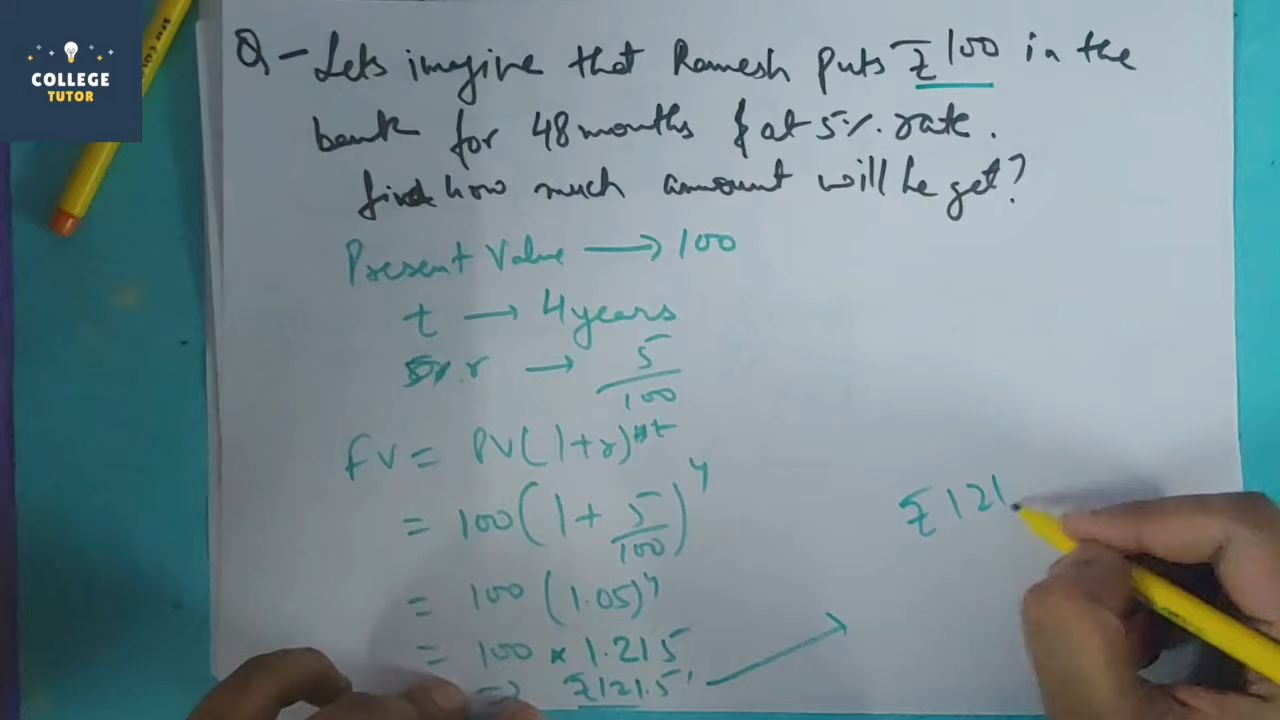 COLLEGE
TUTOR
Q - Lets imagine that Ramesh puts ₹100 in the
bank for 48 months & at 5%. rate.
find how much amount will he get?
Present Value → 100
t → 4 years
r → 5/100
FV = PV(1+r)^t
= 100(1 + 5/100)^4
= 100 (1.05)^4
= 100 × 1.215
⇒ ₹121.5
₹121